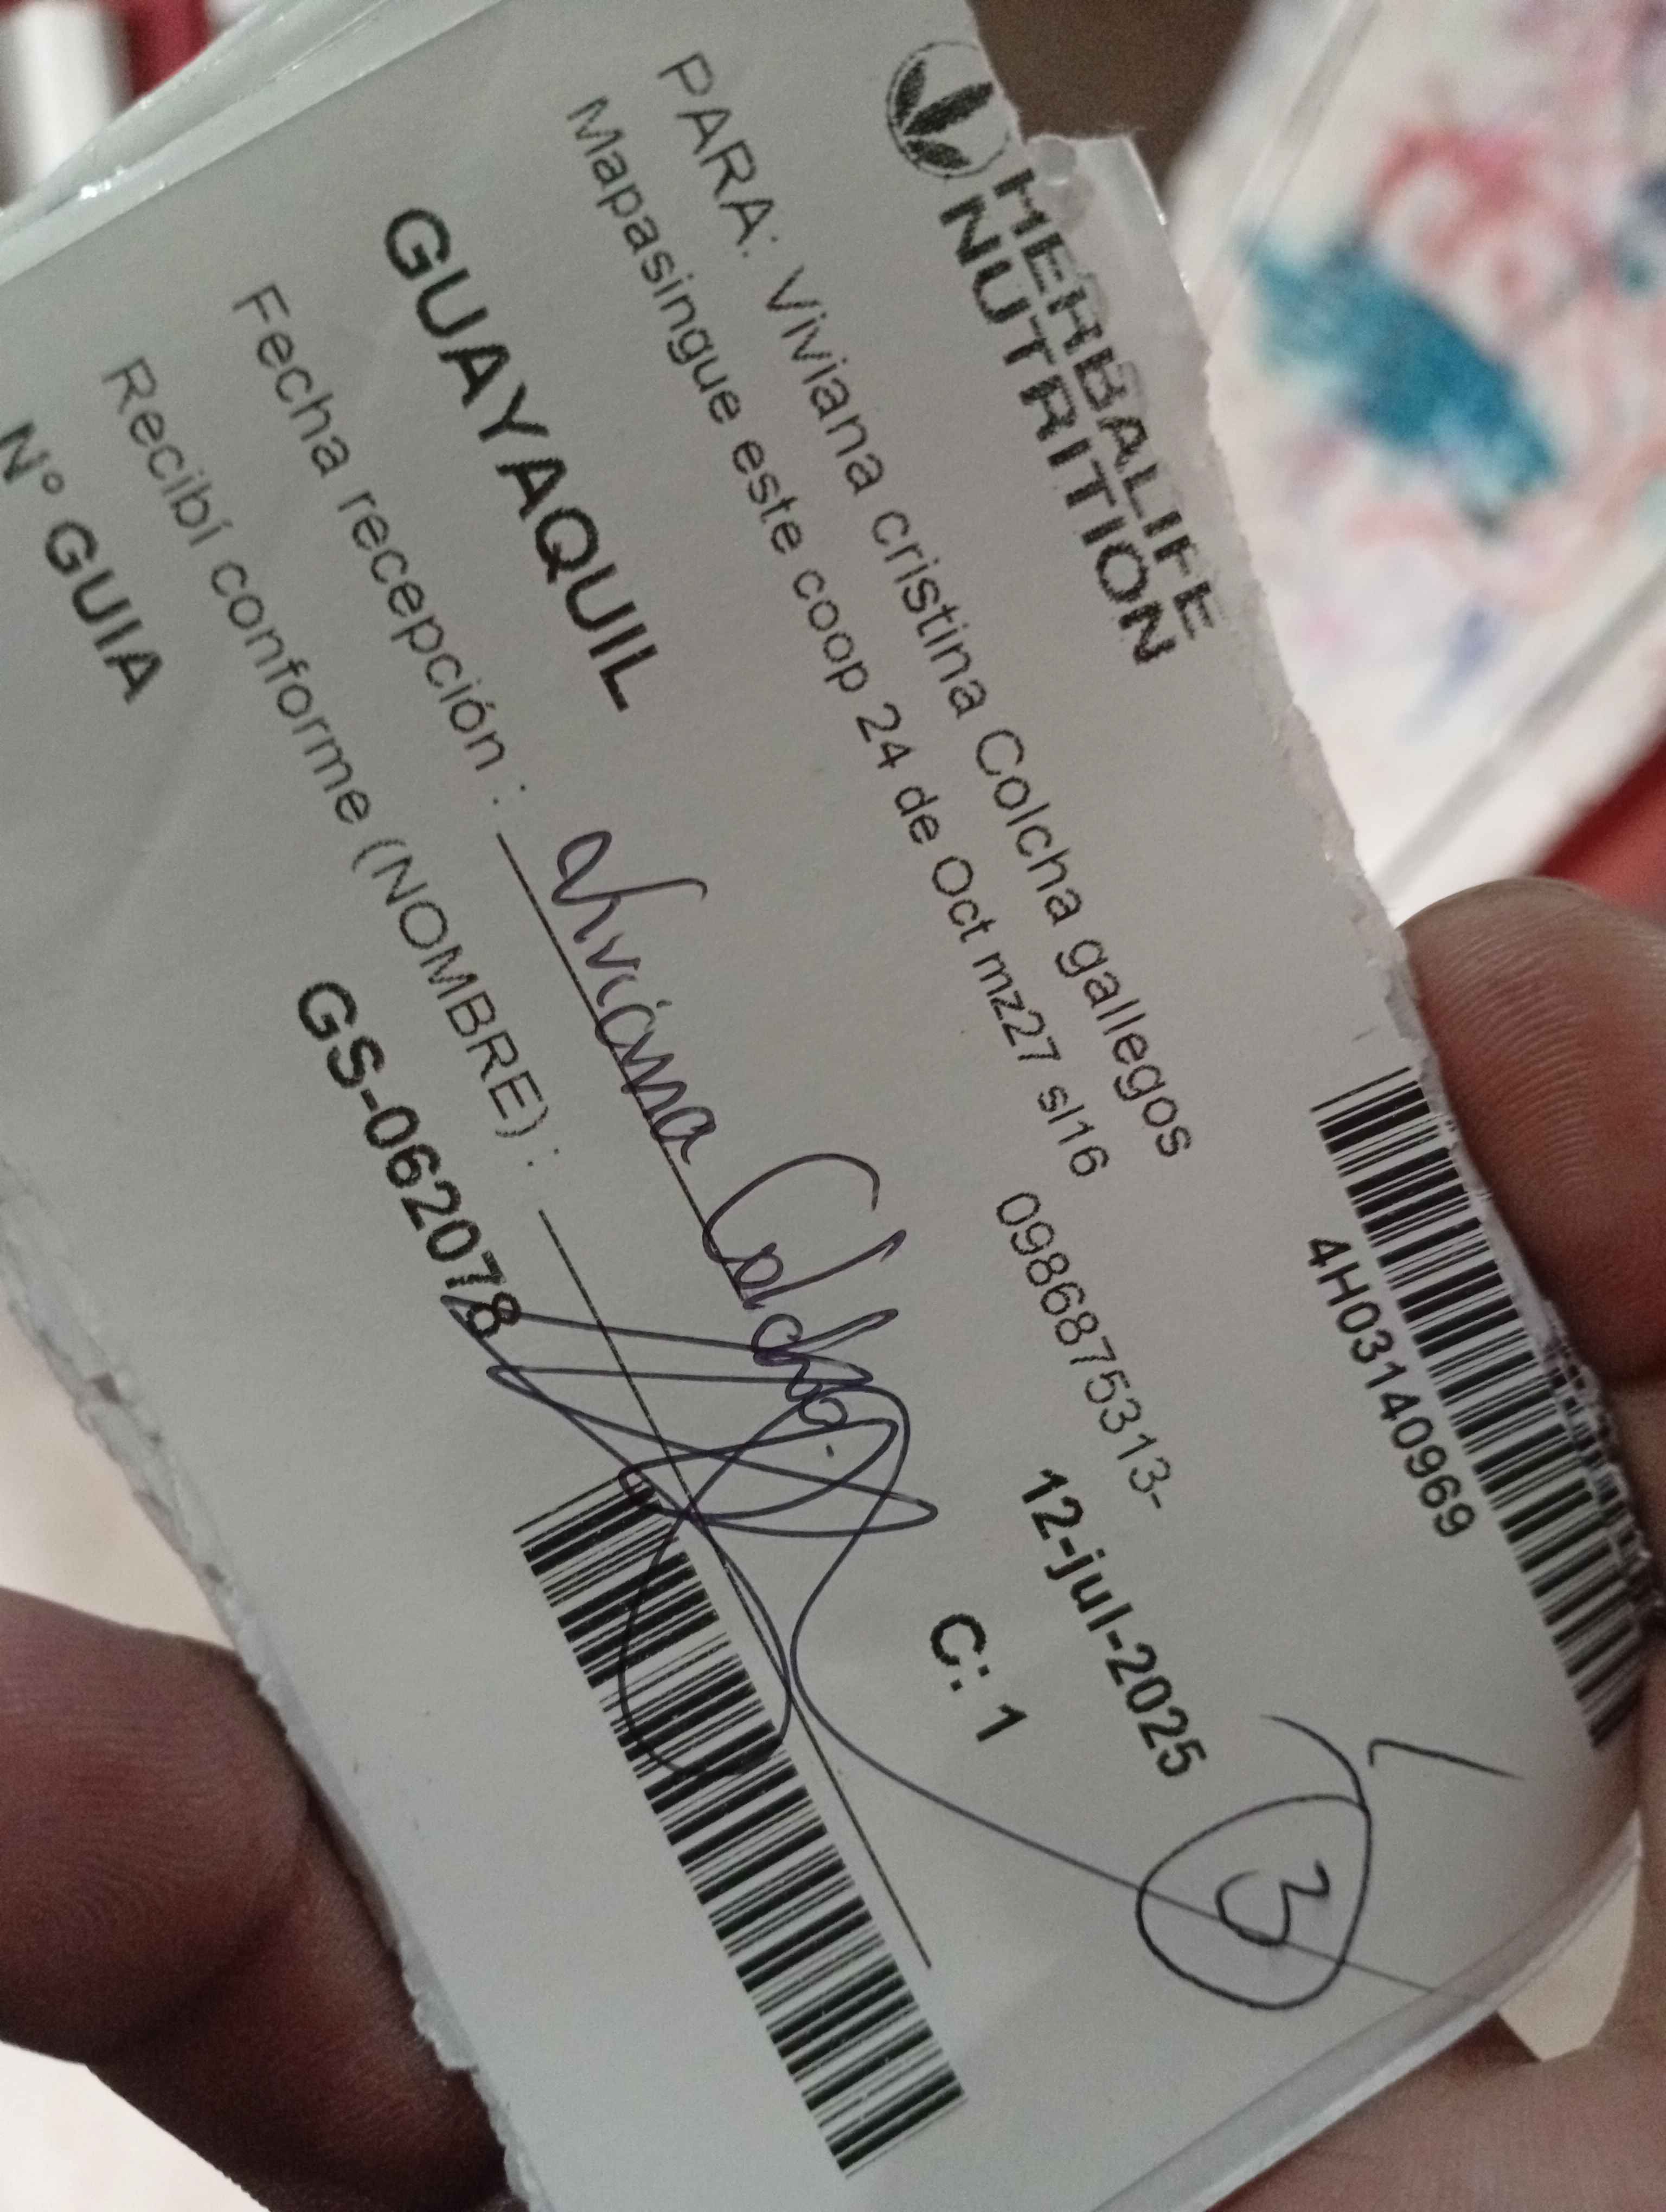 HERBALIFE
NUTRITION
4H03140969
PARA: Viviana cristina Colcha gallegos
Mapasingue este coop 24 de Oct mz27 sl16 0986875313-
12-jul-2025
3
GUAYAQUIL
C: 1
Fecha recepción : Viviana Colcha.
Recibí conforme (NOMBRE) :
N° GUIA GS-062078